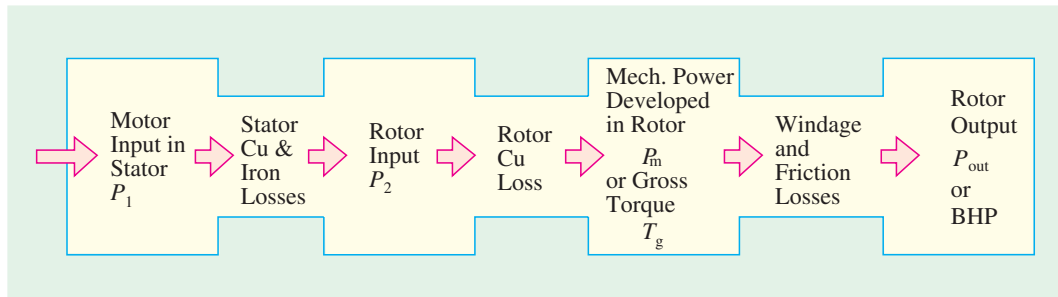 Motor
Input in
Stator
P1
Stator
Cu &
Iron
Losses
Rotor
Input
P2
Rotor
Cu
Loss
Mech. Power
Developed
in Rotor
Pm
or Gross
Torque
Tg
Windage
and
Friction
Losses
Rotor
Output
Pout
or
BHP